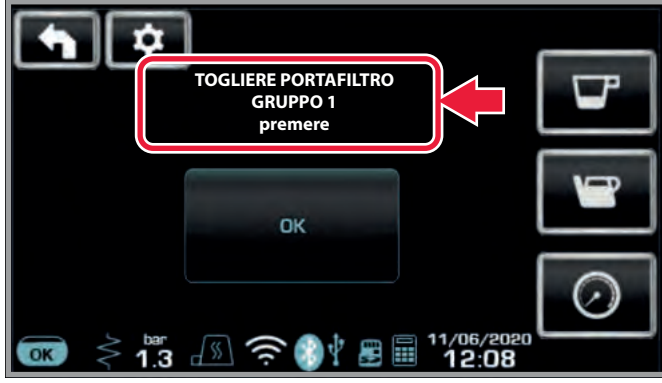 TOGLIERE PORTAFILTRO
GRUPPO 1
premere
OK
OK
bar
1.3
11/06/2020
12:08